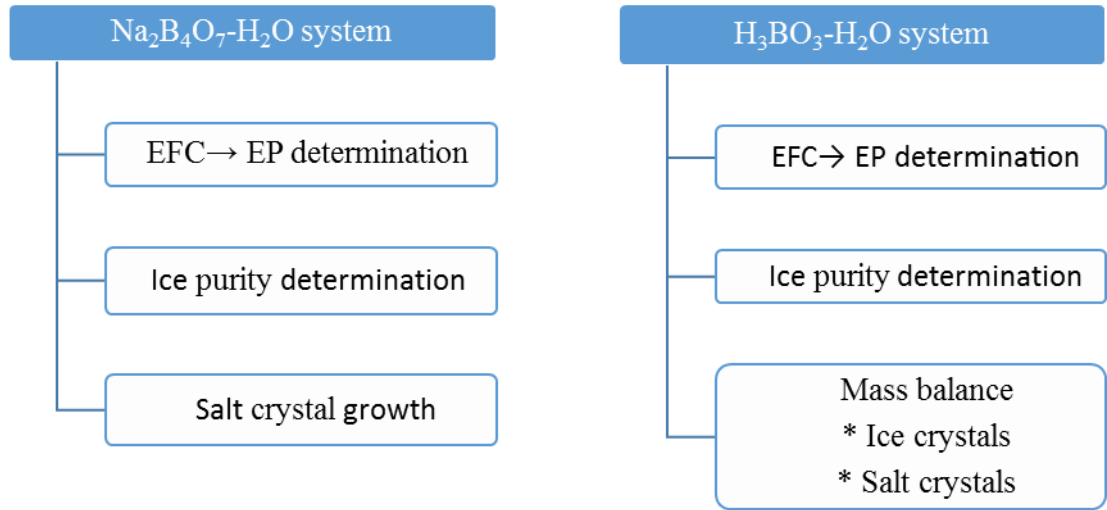 Na₂B₄O₇-H₂O system
EFC→ EP determination
Ice purity determination
Salt crystal growth
H₃BO₃-H₂O system
EFC→ EP determination
Ice purity determination
Mass balance
* Ice crystals
* Salt crystals